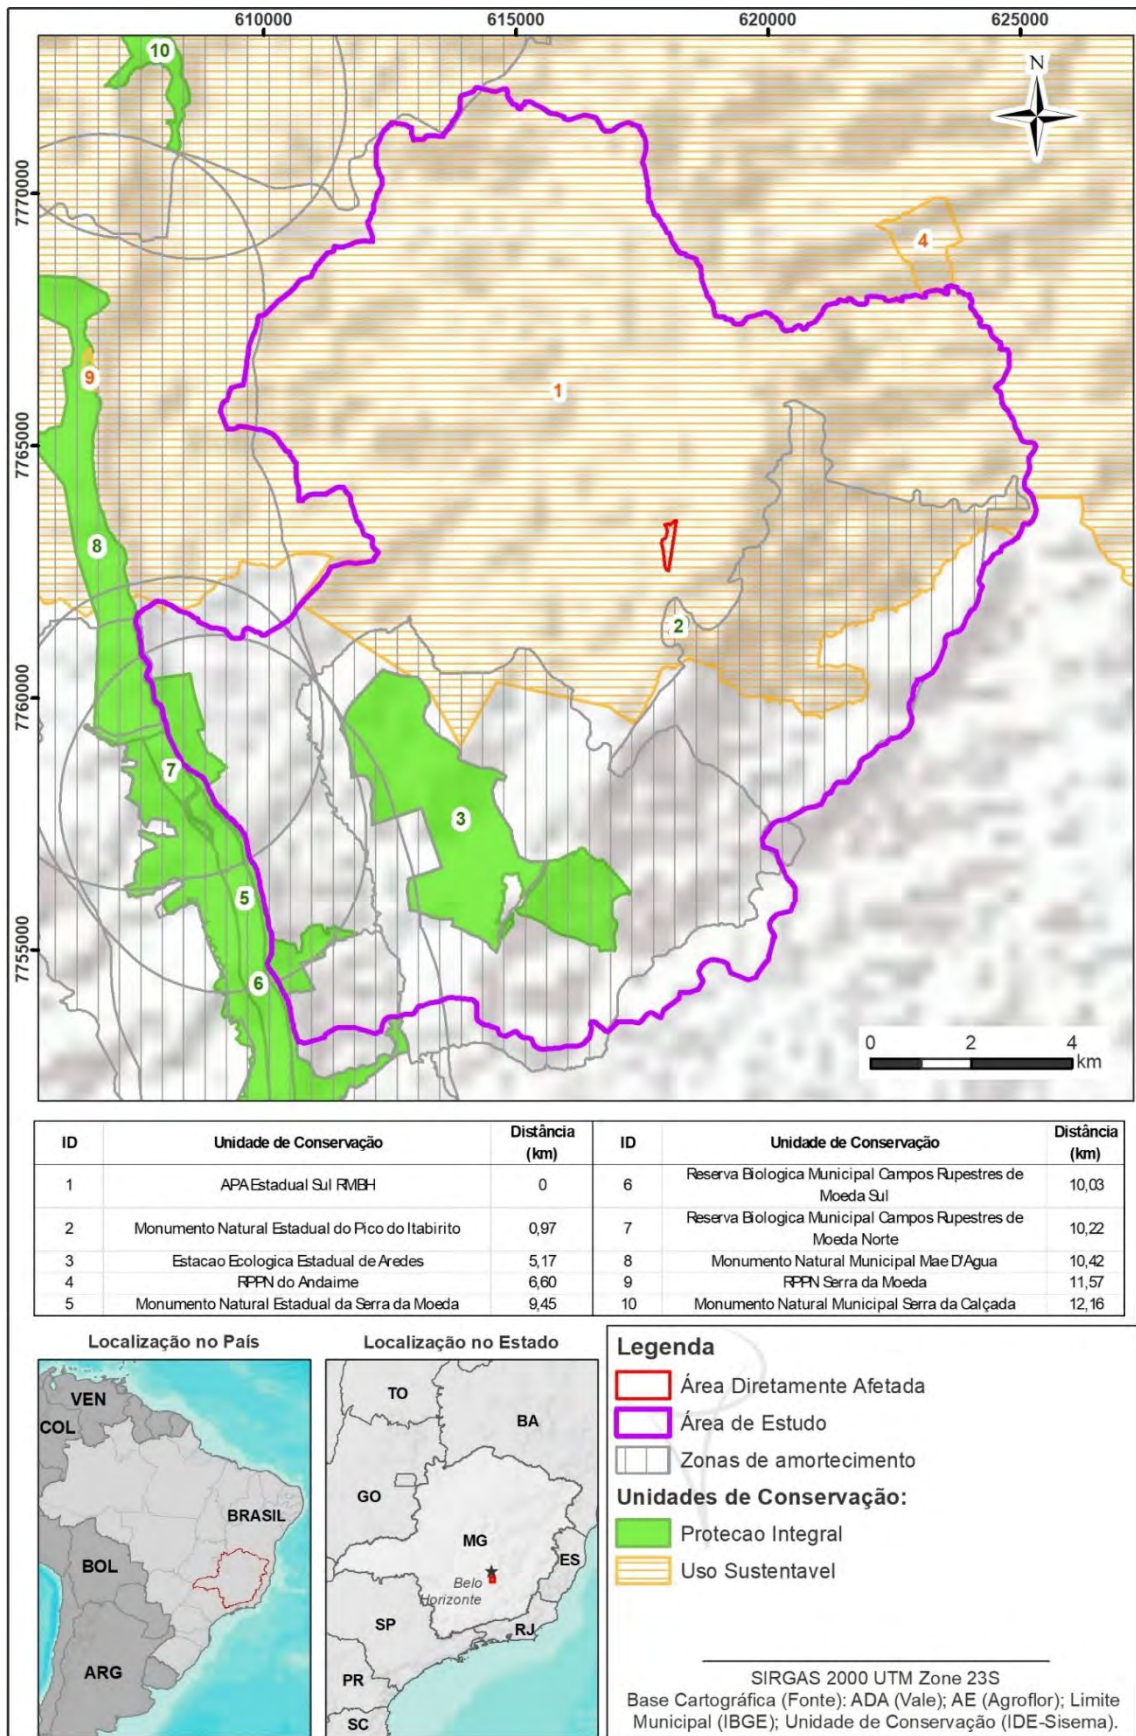 610000 615000 620000 625000
10
N
7770000
4
9
1
7765000
8
2
7760000
7
3
5
7755000
6
0 2 4
km
ID Unidade de Conservação Distância (km) ID Unidade de Conservação Distância (km)
1 APA Estadual Sul RMBH 0 6 Reserva Biologica Municipal Campos Rupestres de Moeda Sul 10,03
2 Monumento Natural Estadual do Pico do Itabirito 0,97 7 Reserva Biologica Municipal Campos Rupestres de Moeda Norte 10,22
3 Estacao Ecologica Estadual de Aredes 5,17 8 Monumento Natural Municipal Mae D'Agua 10,42
4 RPPN do Andaime 6,60 9 RPPN Serra da Moeda 11,57
5 Monumento Natural Estadual da Serra da Moeda 9,45 10 Monumento Natural Municipal Serra da Calçada 12,16
Localização no País
VEN
COL
BRASIL
BOL
ARG
Localização no Estado
TO
BA
GO
MG
ES
Belo
Horizonte
SP
RJ
PR
SC
Legenda
Área Diretamente Afetada
Área de Estudo
Zonas de amortecimento
Unidades de Conservação:
Protecao Integral
Uso Sustentavel
SIRGAS 2000 UTM Zone 23S
Base Cartográfica (Fonte): ADA (Vale); AE (Agroflor); Limite
Municipal (IBGE); Unidade de Conservação (IDE-Sisema).